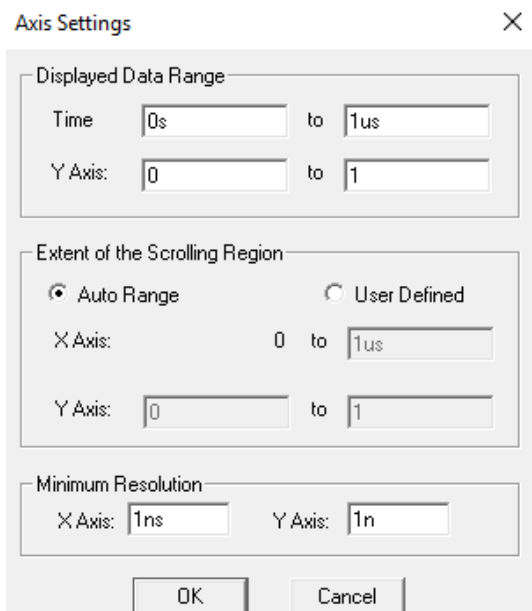 Axis Settings
Displayed Data Range
Time 0s to 1us
Y Axis: 0 to 1
Extent of the Scrolling Region
Auto Range User Defined
X Axis: 0 to 1us
Y Axis: 0 to 1
Minimum Resolution
X Axis: 1ns Y Axis: 1n
OK Cancel